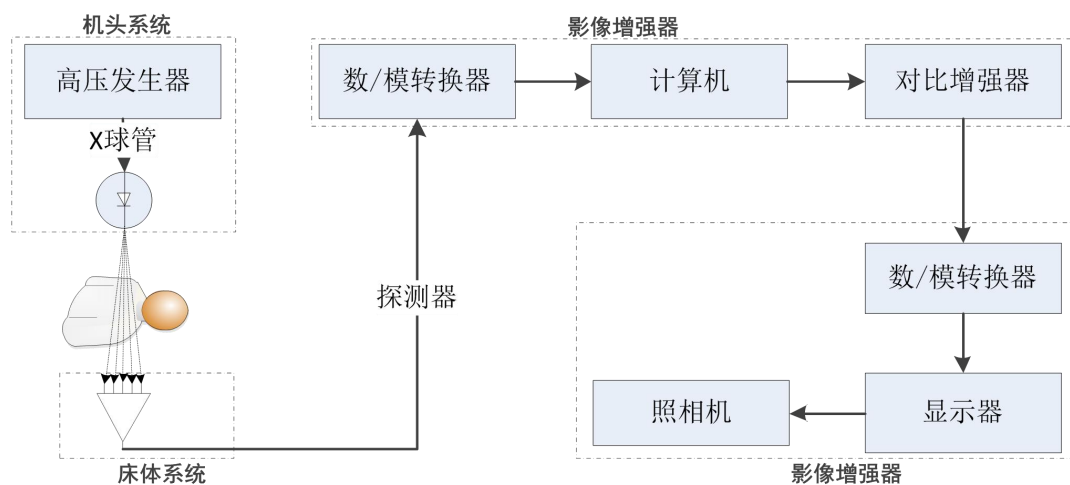 机头系统
高压发生器
X球管
床体系统
探测器
影像增强器
数/模转换器
计算机
对比增强器
数/模转换器
显示器
照相机
影像增强器